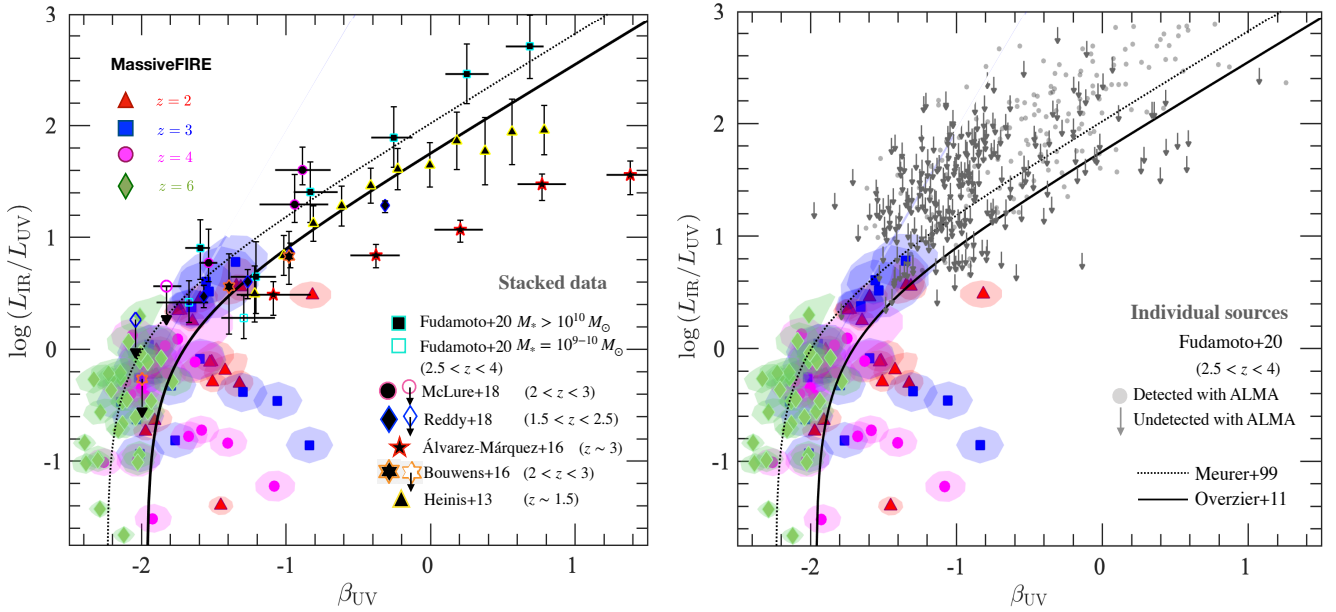 3
2
1
0
-1
-2
-1
0
1
log (L_IR/L_UV)
β_UV
MassiveFIRE
z = 2
z = 3
z = 4
z = 6
Stacked data
Fudamoto+20 M_* > 10^10 M_⊙
Fudamoto+20 M_* = 10^9−10 M_⊙
(2.5 < z < 4)
McLure+18 (2 < z < 3)
Reddy+18 (1.5 < z < 2.5)
Álvarez-Márquez+16 (z ~ 3)
Bouwens+16 (2 < z < 3)
Heinis+13 (z ~ 1.5)
3
2
1
0
-1
-2
-1
0
1
log (L_IR/L_UV)
β_UV
Individual sources
Fudamoto+20
(2.5 < z < 4)
Detected with ALMA
Undetected with ALMA
Meurer+99
Overzier+11